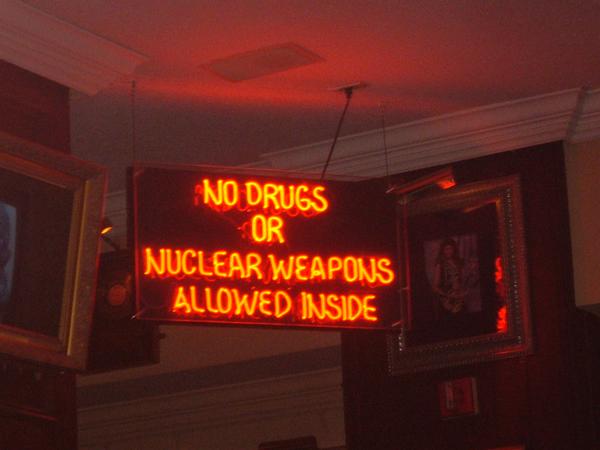 NO DRUGS
OR
NUCLEAR WEAPONS
ALLOWED INSIDE